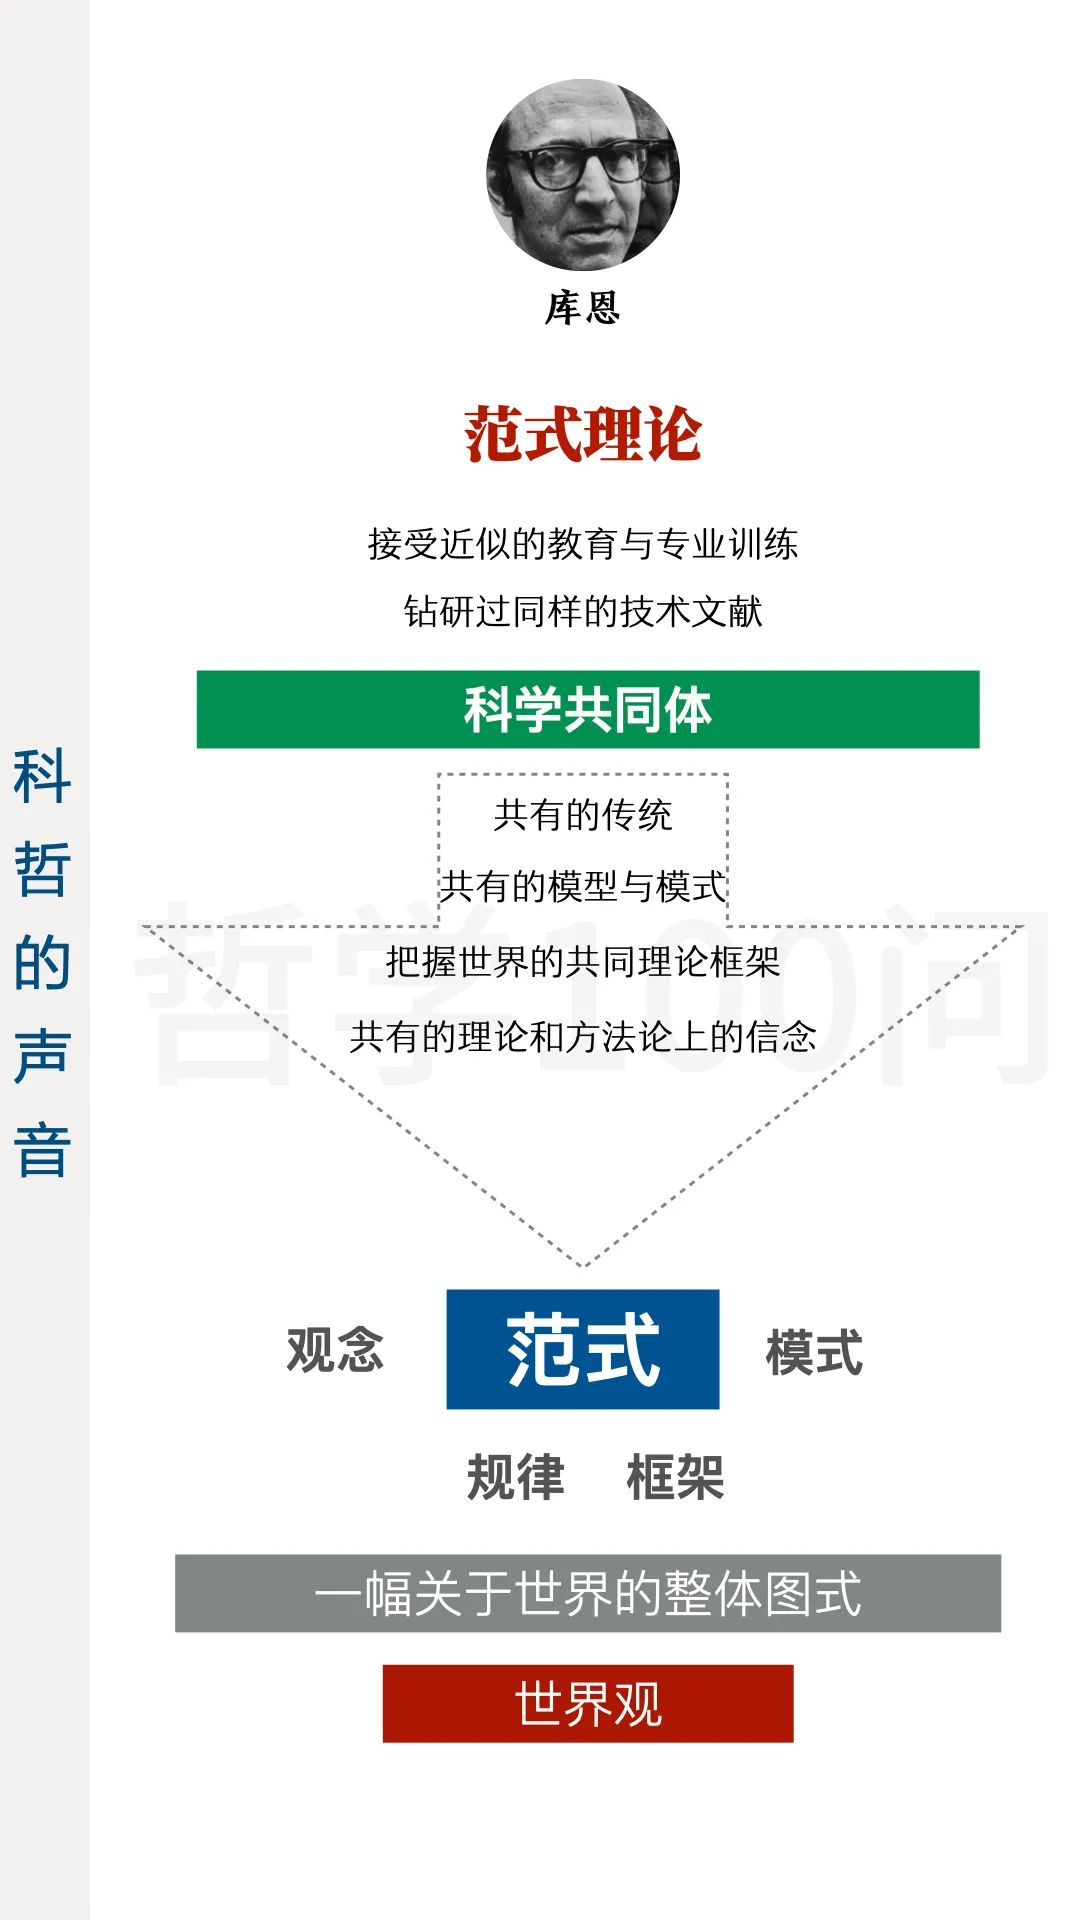 库恩
范式理论
接受近似的教育与专业训练
钻研过同样的技术文献
科学共同体
共有的传统
共有的模型与模式
把握世界的共同理论框架
共有的理论和方法论上的信念
哲学100问
观念
范式
模式
规律
框架
一幅关于世界的整体图式
世界观
科哲的声音